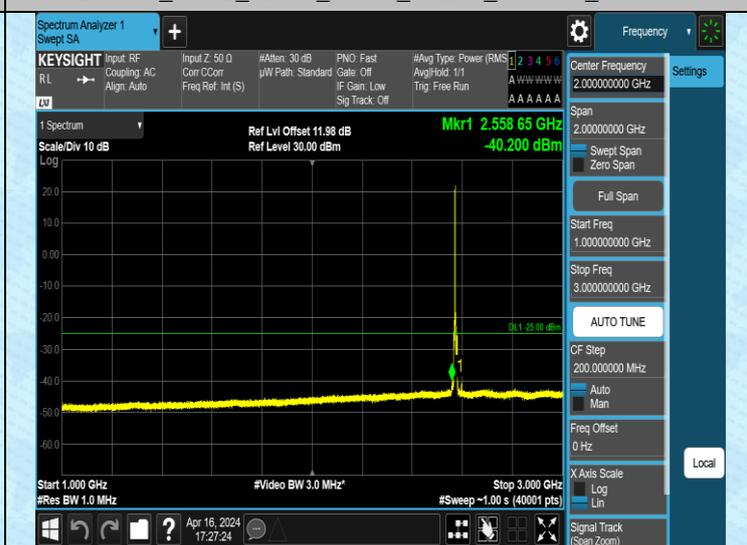 Spectrum Analyzer 1
Swept SA
+
Frequency
KEYSIGHT
RL
LXI
Input: RF
Coupling: AC
Align: Auto
Input Z: 50 Ω
Corr CCorr
Freq Ref: Int (S)
#Atten: 30 dB
µW Path: Standard
PNO: Fast
Gate: Off
IF Gain: Low
Sig Track: Off
#Avg Type: Power (RMS
Avg|Hold: 1/1
Trig: Free Run
1 2 3 4 5 6
A W W W W W
A A A A A A
1 Spectrum
Scale/Div 10 dB
Ref Lvl Offset 11.98 dB
Ref Level 30.00 dBm
Mkr1 2.558 65 GHz
-40.200 dBm
Log
20.0
10.0
0.00
-10.0
-20.0
-30.0
-40.0
-50.0
-60.0
DL1 -25.00 dBm
1
Start 1.000 GHz
#Res BW 1.0 MHz
#Video BW 3.0 MHz*
Stop 3.000 GHz
#Sweep ~1.00 s (40001 pts)
Center Frequency
2.000000000 GHz
Settings
Span
2.00000000 GHz
Swept Span
Zero Span
Full Span
Start Freq
1.000000000 GHz
Stop Freq
3.000000000 GHz
AUTO TUNE
CF Step
200.000000 MHz
Auto
Man
Freq Offset
0 Hz
X Axis Scale
Log
Lin
Signal Track
(Span Zoom)
Local
?
Apr 16, 2024
17:27:24